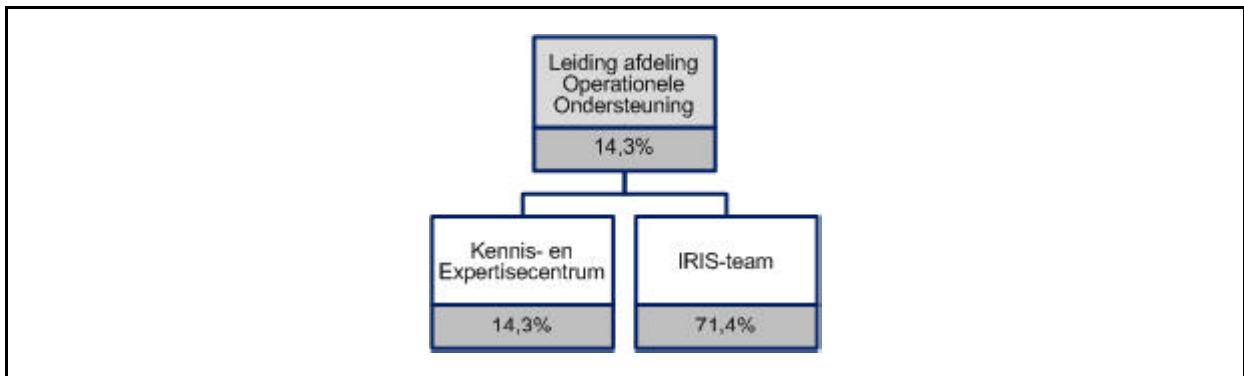 Leiding afdeling
Operationele
Ondersteuning
14,3%
Kennis- en
Expertisecentrum
14,3%
IRIS-team
71,4%